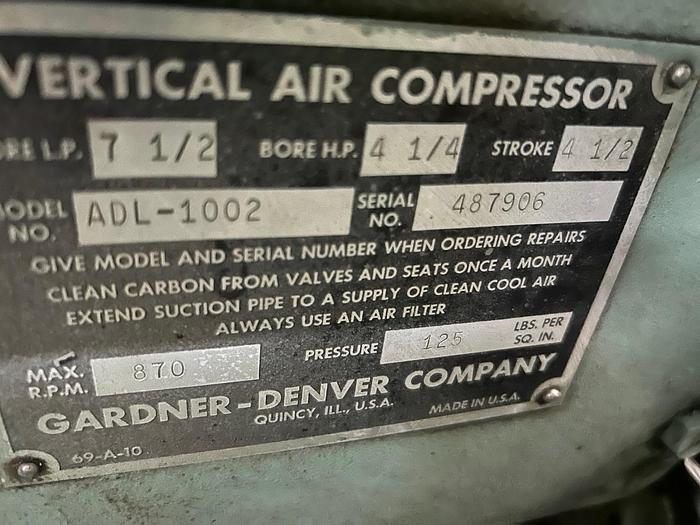 VERTICAL AIR COMPRESSOR
BORE L.P. 7 1/2 BORE H.P. 4 1/4 STROKE 4 1/2
MODEL NO. ADL-1002 SERIAL NO. 487906
GIVE MODEL AND SERIAL NUMBER WHEN ORDERING REPAIRS
CLEAN CARBON FROM VALVES AND SEATS ONCE A MONTH
EXTEND SUCTION PIPE TO A SUPPLY OF CLEAN COOL AIR
ALWAYS USE AN AIR FILTER
MAX. R.P.M. 870 PRESSURE 125 LBS. PER SQ. IN.
GARDNER-DENVER COMPANY
QUINCY, ILL., U.S.A. MADE IN U.S.A.
69-A-10